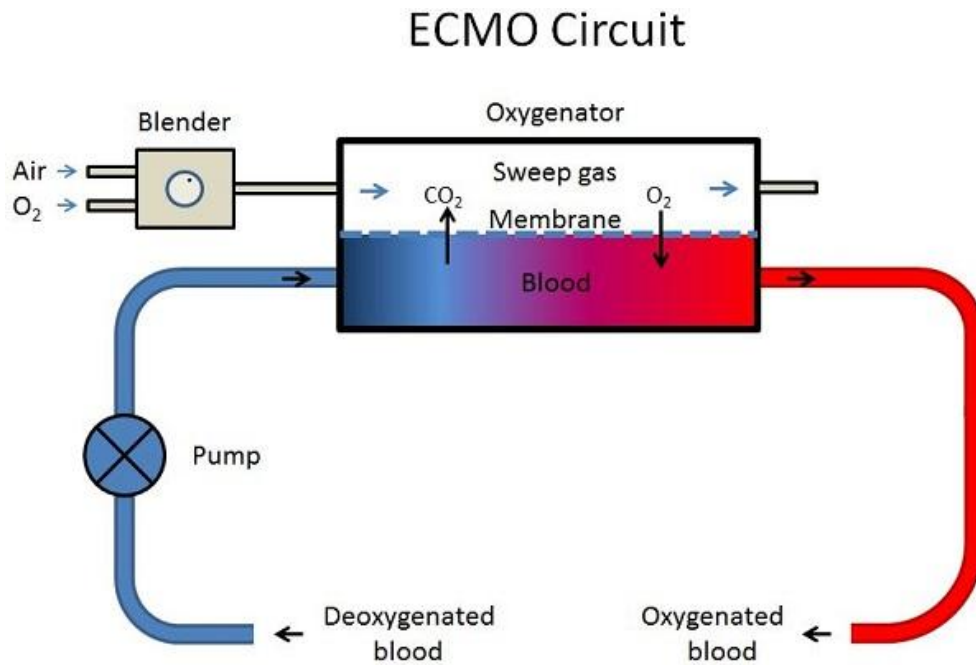 ECMO Circuit
Blender
Oxygenator
Air
O₂
Sweep gas
CO₂
O₂
Membrane
Blood
Pump
Deoxygenated
blood
Oxygenated
blood